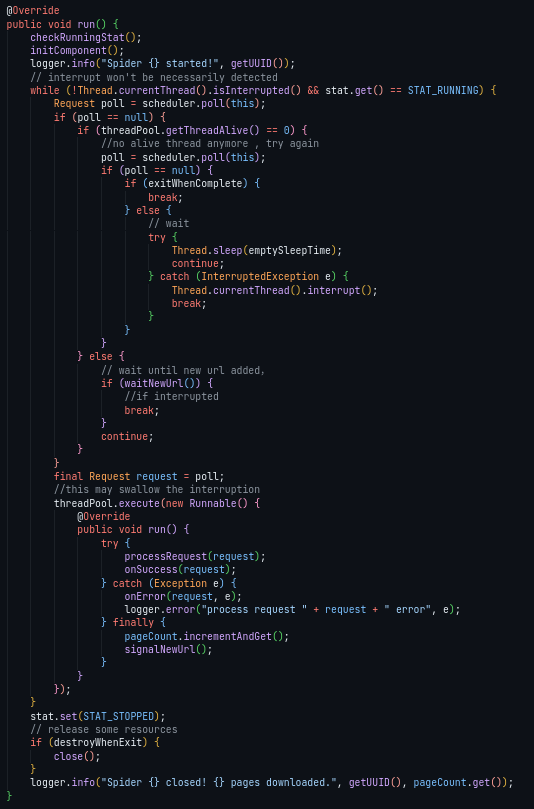 @Override
public void run() {
    checkRunningStat();
    initComponent();
    logger.info("Spider {} started!", getUUID());
    // interrupt won't be necessarily detected
    while (!Thread.currentThread().isInterrupted() && stat.get() == STAT_RUNNING) {
        Request poll = scheduler.poll(this);
        if (poll == null) {
            if (threadPool.getThreadAlive() == 0) {
                //no alive thread anymore , try again
                poll = scheduler.poll(this);
                if (poll == null) {
                    if (exitWhenComplete) {
                        break;
                    } else {
                        // wait
                        try {
                            Thread.sleep(emptySleepTime);
                            continue;
                        } catch (InterruptedException e) {
                            Thread.currentThread().interrupt();
                            break;
                        }
                    }
                }
            } else {
                // wait until new url added，
                if (waitNewUrl()) {
                    //if interrupted
                    break;
                }
                continue;
            }
        }
        final Request request = poll;
        //this may swallow the interruption
        threadPool.execute(new Runnable() {
            @Override
            public void run() {
                try {
                    processRequest(request);
                    onSuccess(request);
                } catch (Exception e) {
                    onError(request, e);
                    logger.error("process request " + request + " error", e);
                } finally {
                    pageCount.incrementAndGet();
                    signalNewUrl();
                }
            }
        });
    }
    stat.set(STAT_STOPPED);
    // release some resources
    if (destroyWhenExit) {
        close();
    }
    logger.info("Spider {} closed! {} pages downloaded.", getUUID(), pageCount.get());
}